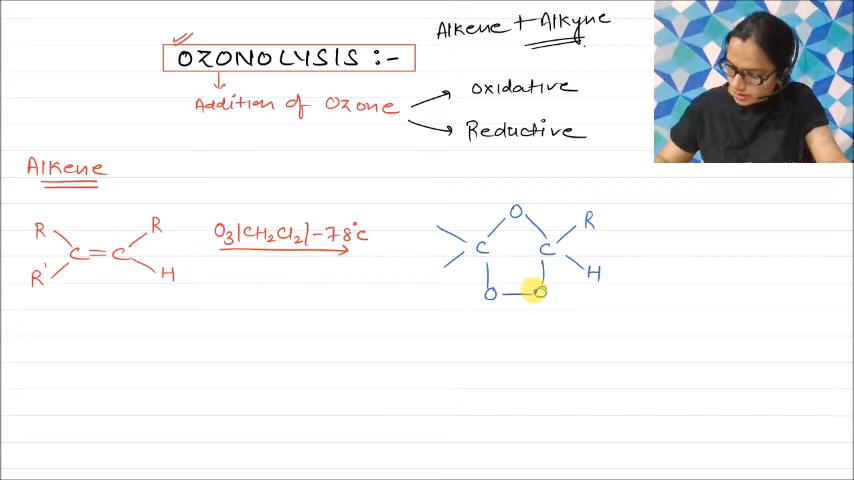 Alkene + Alkyne
OZONOLYSIS :-
Addition of Ozone
oxidative
Reductive
Alkene
R R
C=C
R' H
O3|CH2Cl2|-78°C
O
R
C C
H
O—O